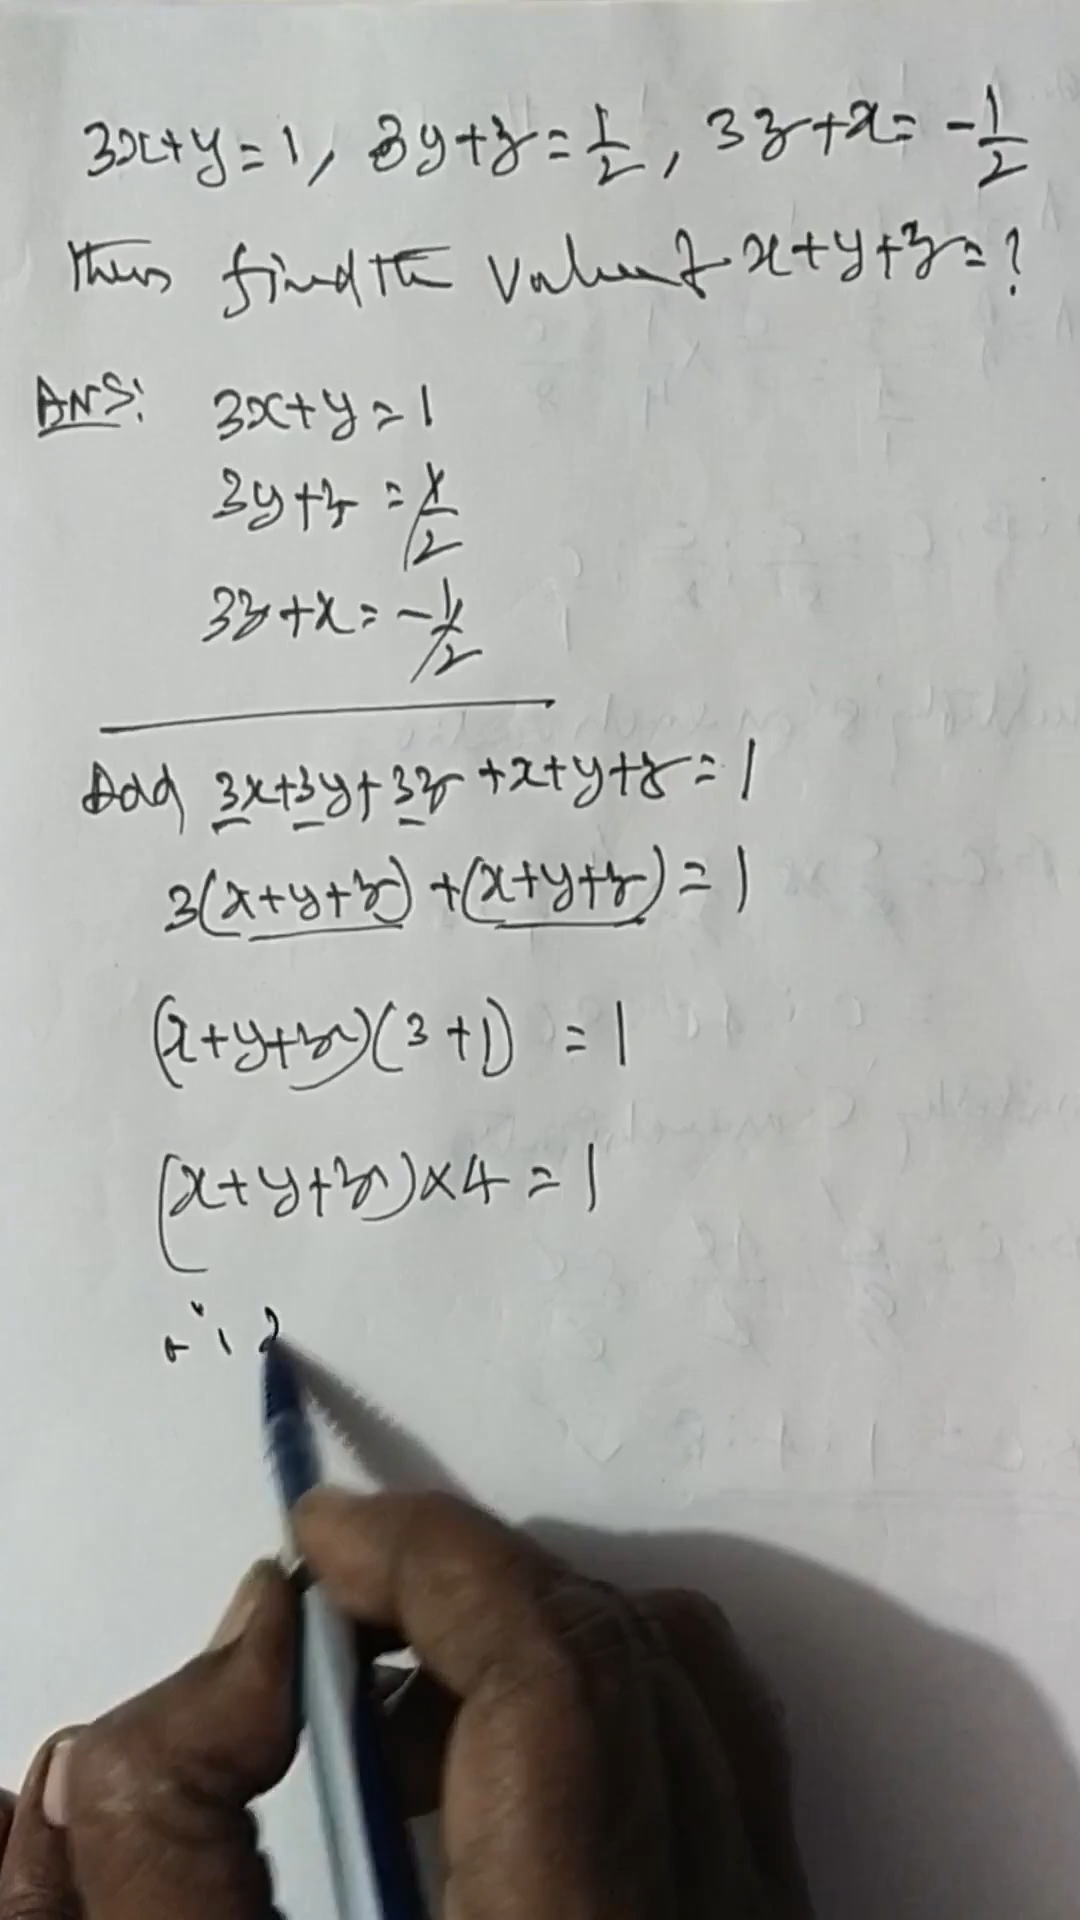 3x+y=1, 3y+z=1/2, 3z+x=-1/2
then find the value of x+y+z=?
ANS: 3x+y=1
3y+z=1/2
3z+x=-1/2
Add 3x+3y+3z+x+y+z=1
3(x+y+z)+(x+y+z)=1
(x+y+z)(3+1)=1
(x+y+z)×4=1